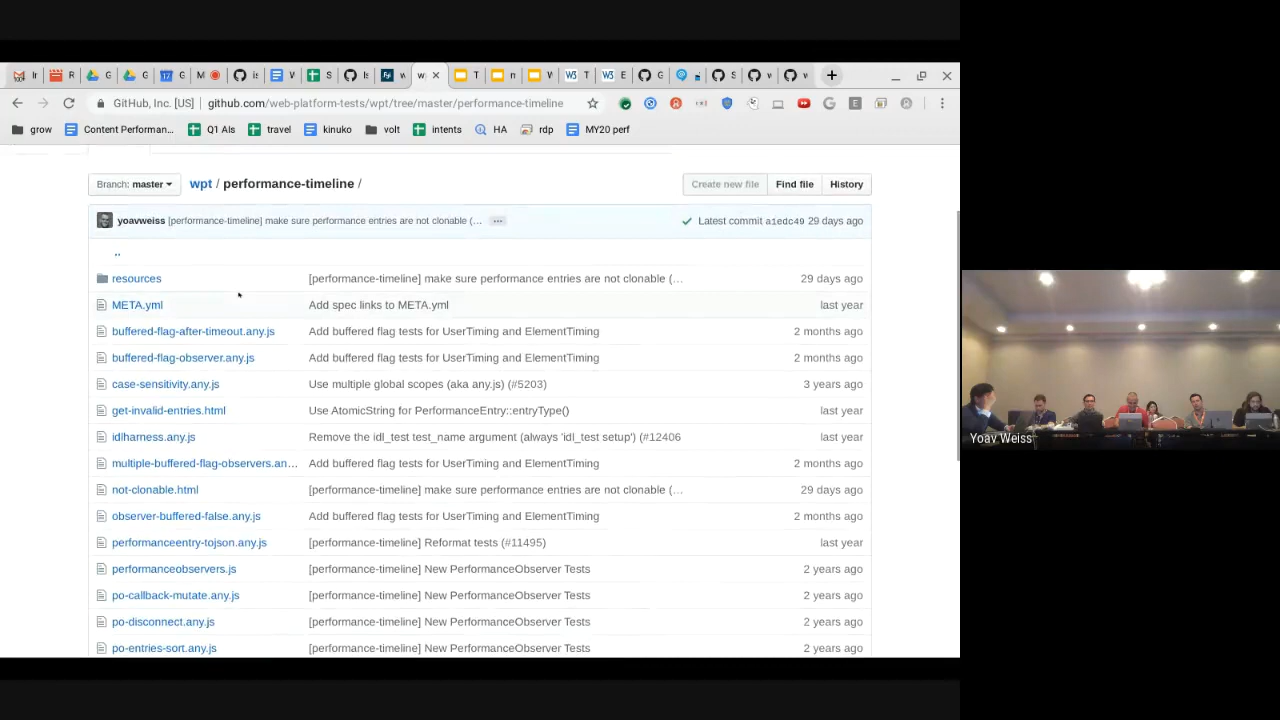 GitHub, Inc. [US] github.com/web-platform-tests/wpt/tree/master/performance-timeline
grow Content Performan... Q1 AIs travel kinuko volt intents HA rdp MY20 perf
Branch: master wpt / performance-timeline / Create new file Find file History
yoavweiss [performance-timeline] make sure performance entries are not clonable (… ... Latest commit a1edc49 29 days ago
..
resources [performance-timeline] make sure performance entries are not clonable (… 29 days ago
META.yml Add spec links to META.yml last year
buffered-flag-after-timeout.any.js Add buffered flag tests for UserTiming and ElementTiming 2 months ago
buffered-flag-observer.any.js Add buffered flag tests for UserTiming and ElementTiming 2 months ago
case-sensitivity.any.js Use multiple global scopes (aka any.js) (#5203) 3 years ago
get-invalid-entries.html Use AtomicString for PerformanceEntry::entryType() last year
idlharness.any.js Remove the idl_test test_name argument (always 'idl_test setup') (#12406 last year
multiple-buffered-flag-observers.an… Add buffered flag tests for UserTiming and ElementTiming 2 months ago
not-clonable.html [performance-timeline] make sure performance entries are not clonable (… 29 days ago
observer-buffered-false.any.js Add buffered flag tests for UserTiming and ElementTiming 2 months ago
performanceentry-tojson.any.js [performance-timeline] Reformat tests (#11495) last year
performanceobservers.js [performance-timeline] New PerformanceObserver Tests 2 years ago
po-callback-mutate.any.js [performance-timeline] New PerformanceObserver Tests 2 years ago
po-disconnect.any.js [performance-timeline] New PerformanceObserver Tests 2 years ago
po-entries-sort.any.js [performance-timeline] New PerformanceObserver Tests 2 years ago
Yoav Weiss